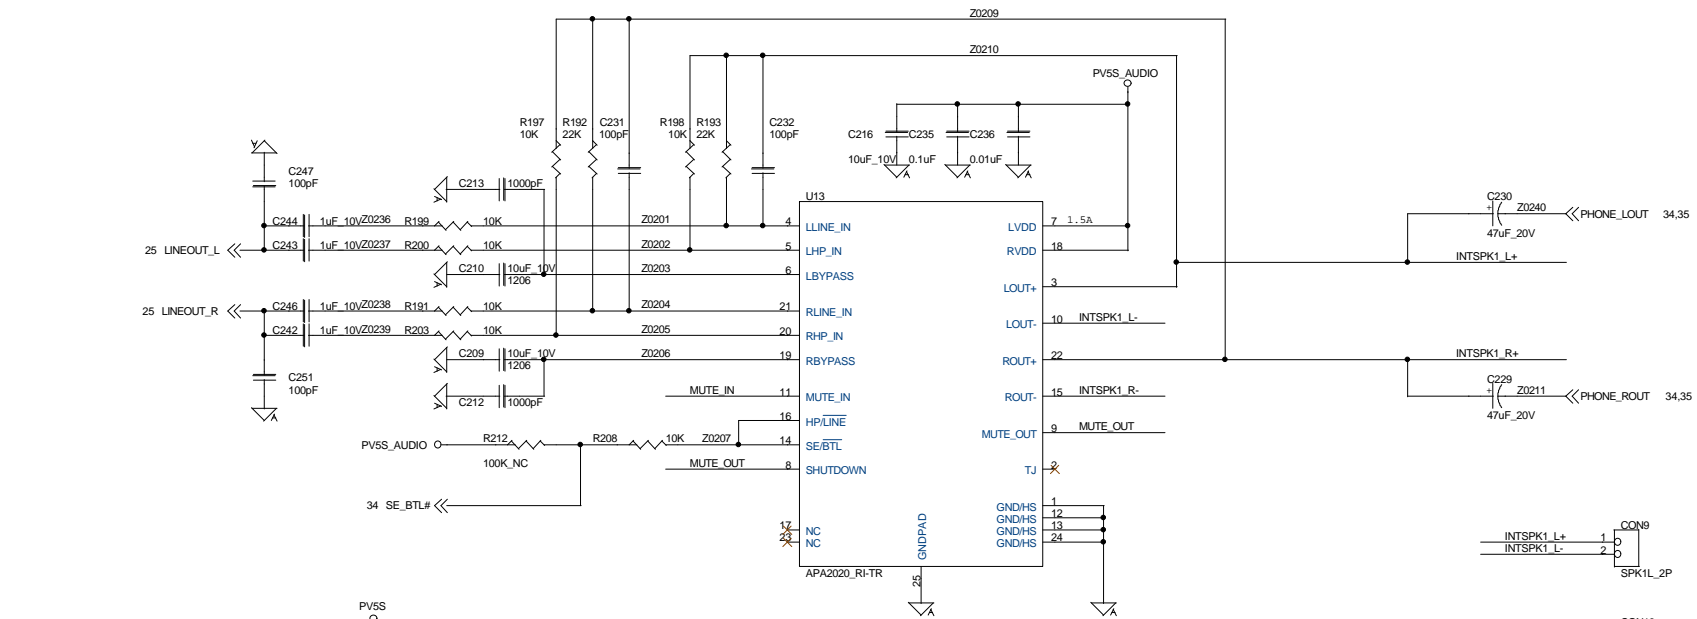 Z0209
Z0210
PV5S_AUDIO
R197
10K
R192
22K
C231
100pF
R198
10K
R193
22K
C232
100pF
C216
10uF_10V
C235
0.1uF
C236
0.01uF
A
A
A
A
C247
100pF
C213
1000pF
U13
C230
+
Z0240
PHONE_LOUT 34,35
47uF_20V
C244
1uF_10V
Z0236
R199
10K
Z0201
4
LLINE_IN
LVDD
7
1.5A
25 LINEOUT_L
C243
1uF_10V
Z0237
R200
10K
Z0202
5
LHP_IN
RVDD
18
INTSPK1_L+
C210
10uF_10V
1206
Z0203
6
LBYPASS
LOUT+
3
25 LINEOUT_R
C246
1uF_10V
Z0238
R191
10K
Z0204
21
RLINE_IN
LOUT-
10
INTSPK1_L-
C242
1uF_10V
Z0239
R203
10K
Z0205
20
RHP_IN
C209
10uF_10V
1206
Z0206
19
RBYPASS
ROUT+
22
INTSPK1_R+
C251
100pF
A
C212
1000pF
MUTE_IN
11
MUTE_IN
ROUT-
15
INTSPK1_R-
C229
+
Z0211
PHONE_ROUT 34,35
47uF_20V
16
HP/LINE
MUTE_OUT
9
MUTE_OUT
PV5S_AUDIO
R212
100K_NC
R208
10K
Z0207
14
SE/BTL
MUTE_OUT
8
SHUTDOWN
TJ
2
34 SE_BTL#
GND/HS
1
GND/HS
12
GND/HS
13
GND/HS
24
17
NC
23
NC
GNDPAD
25
APA2020_RI-TR
A
A
CON9
INTSPK1_L+
1
INTSPK1_L-
2
SPK1L_2P
PV5S